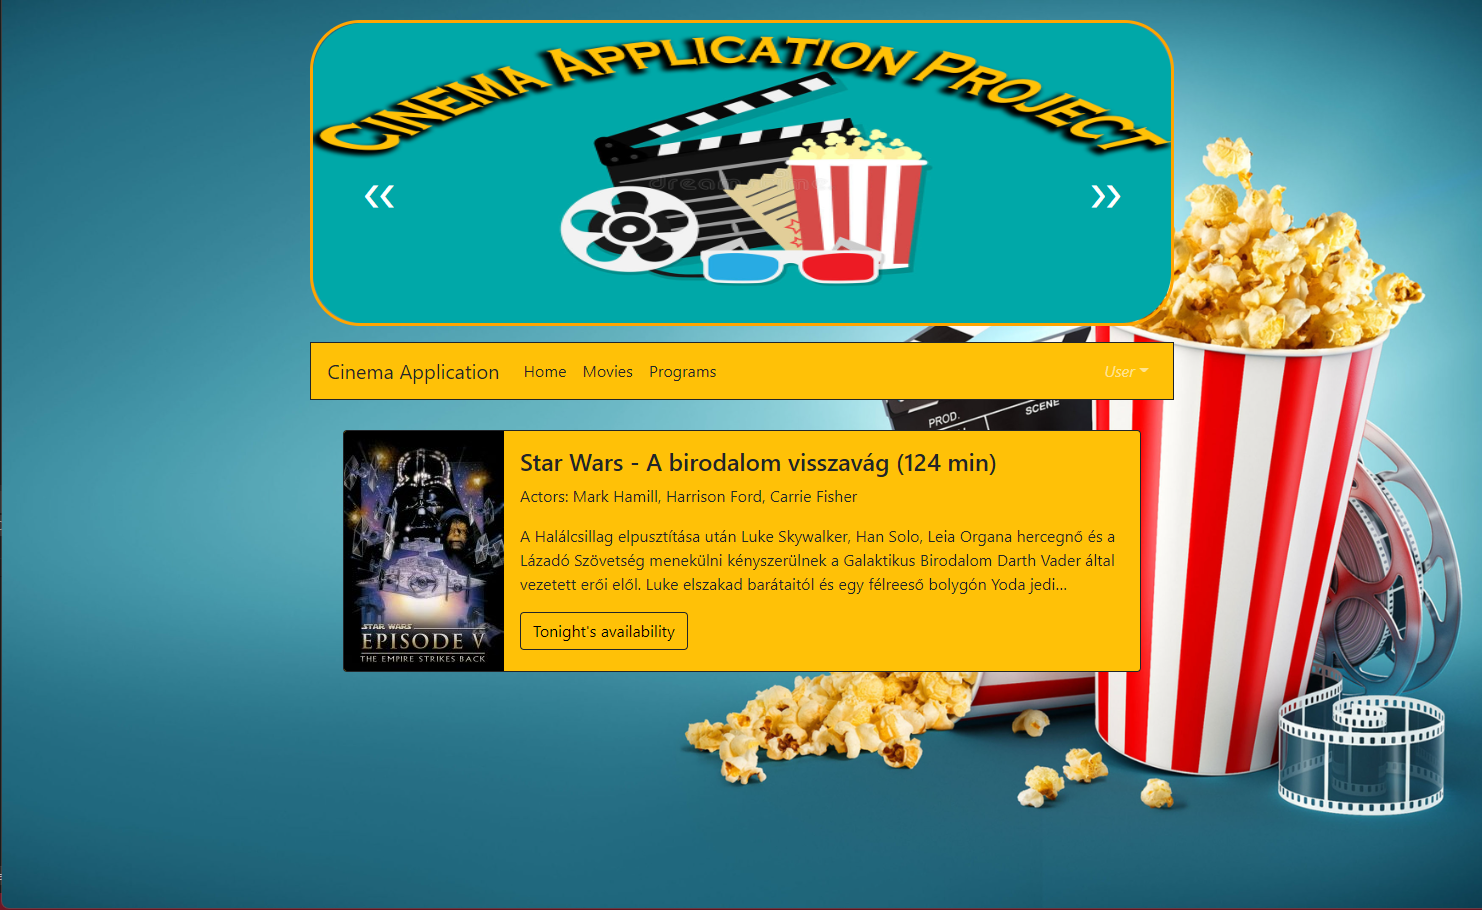 Cinema Application Project
« »
Cinema Application Home Movies Programs User
PROD.
SCENE
Star Wars - A birodalom visszavág (124 min)
Actors: Mark Hamill, Harrison Ford, Carrie Fisher
A Halálcsillag elpusztítása után Luke Skywalker, Han Solo, Leia Organa hercegnő és a
Lázadó Szövetség menekülni kényszerülnek a Galaktikus Birodalom Darth Vader által
vezetett erői elől. Luke elszakad barátaitól és egy félreeső bolygón Yoda jedi...
Tonight's availability
STAR WARS
EPISODE V
THE EMPIRE STRIKES BACK